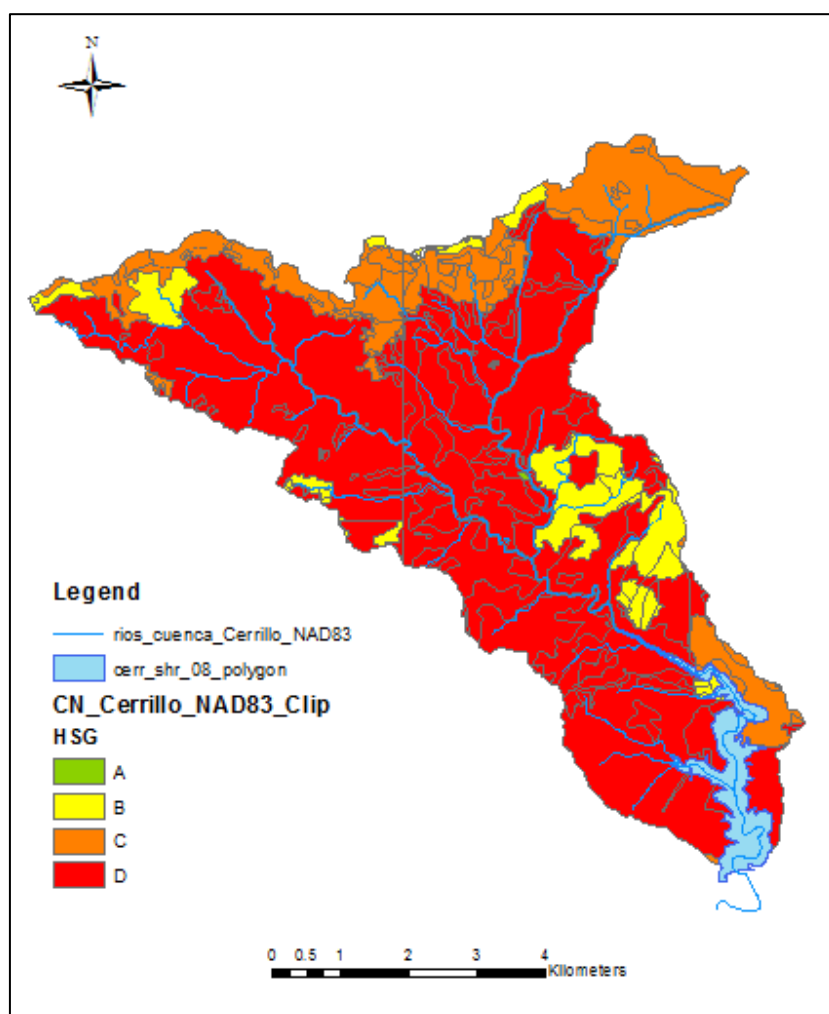 N
Legend
rios_cuenca_Cerrillo_NAD83
cerr_shr_08_polygon
CN_Cerrillo_NAD83_Clip
HSG
A
B
C
D
0 0.5 1 2 3 4
Kilometers